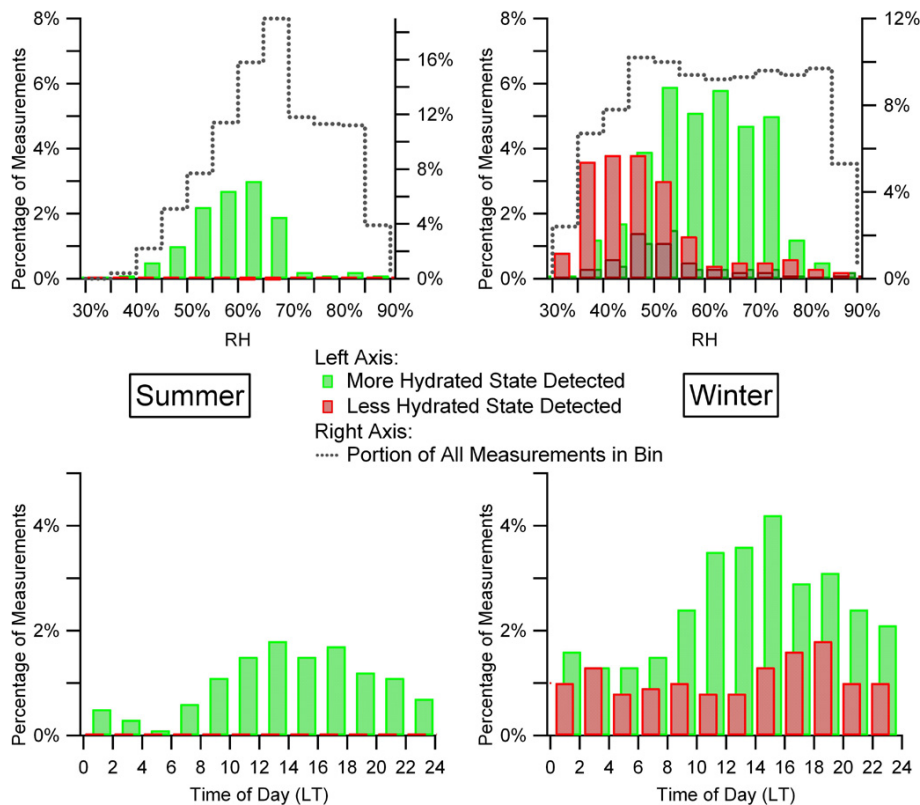 8%
6%
4%
2%
0%
Percentage of Measurements
16%
12%
8%
4%
0%
30% 40% 50% 60% 70% 80% 90%
RH
8%
6%
4%
2%
0%
Percentage of Measurements
12%
8%
4%
0%
30% 40% 50% 60% 70% 80% 90%
RH
Summer
Left Axis:
More Hydrated State Detected
Less Hydrated State Detected
Right Axis:
Portion of All Measurements in Bin
Winter
4%
2%
0%
Percentage of Measurements
0 2 4 6 8 10 12 14 16 18 20 22 24
Time of Day (LT)
4%
2%
0%
Percentage of Measurements
0 2 4 6 8 10 12 14 16 18 20 22 24
Time of Day (LT)